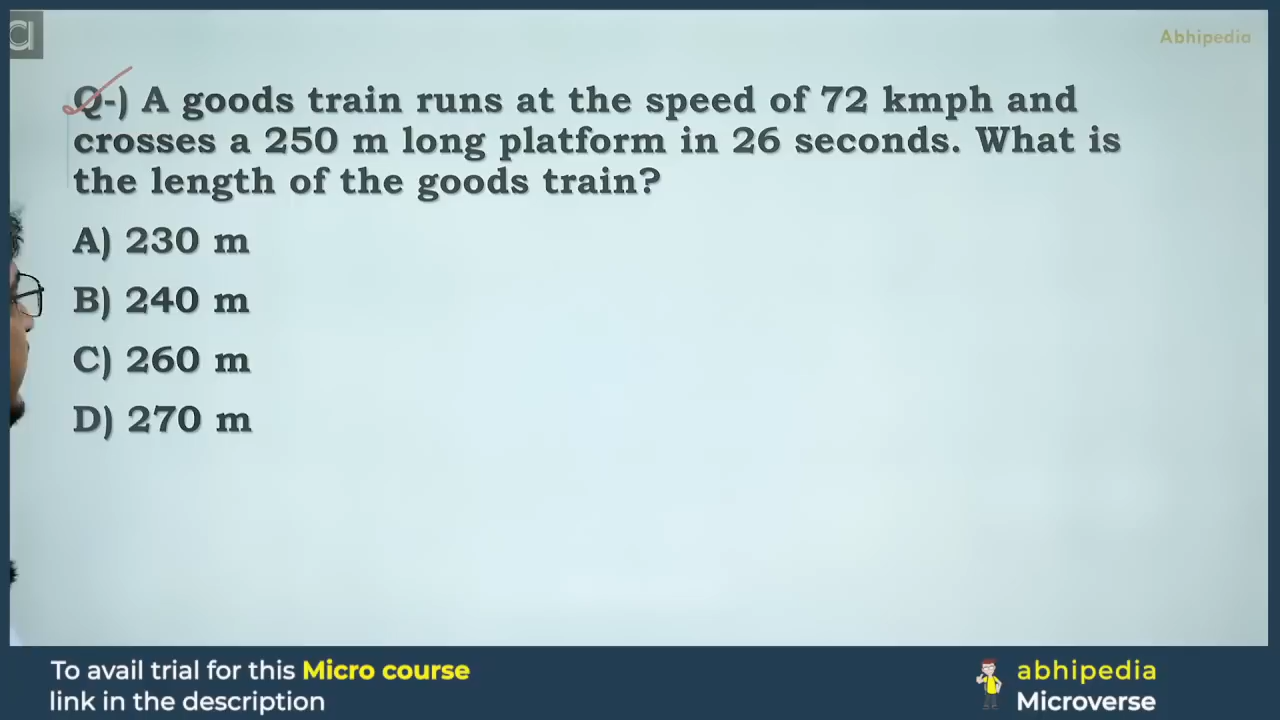 a
Abhipedia
Q-) A goods train runs at the speed of 72 kmph and
crosses a 250 m long platform in 26 seconds. What is
the length of the goods train?
A) 230 m
B) 240 m
C) 260 m
D) 270 m
To avail trial for this Micro course
link in the description
abhipedia
Microverse